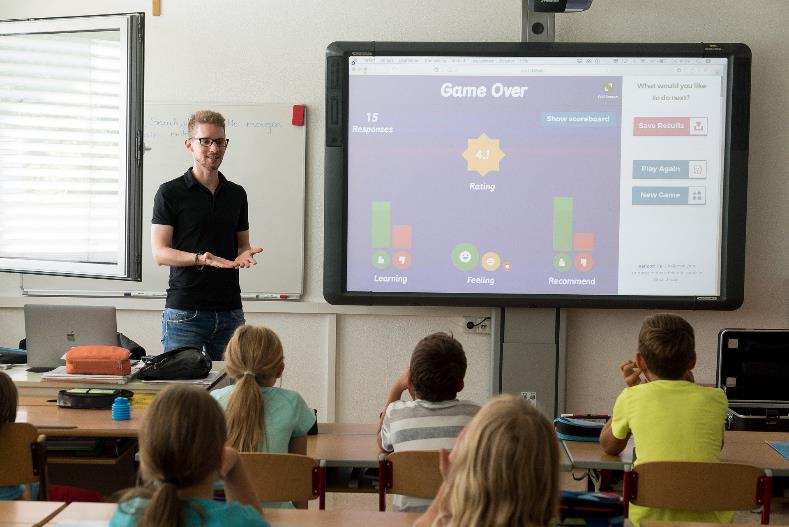 Game Over
15
Responses
Show scoreboard
4.1
Rating
Learning
Feeling
Recommend
What would you like
to do next?
Save Results
Play Again
New Game